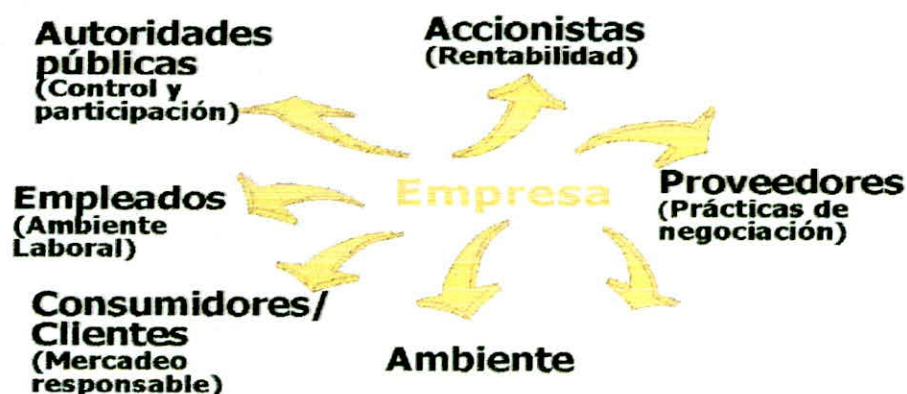 Autoridades
públicas
(Control y
participación)
Accionistas
(Rentabilidad)
Empleados
(Ambiente
Laboral)
Empresa
Proveedores
(Prácticas de
negociación)
Consumidores/
Clientes
(Mercadeo
responsable)
Ambiente